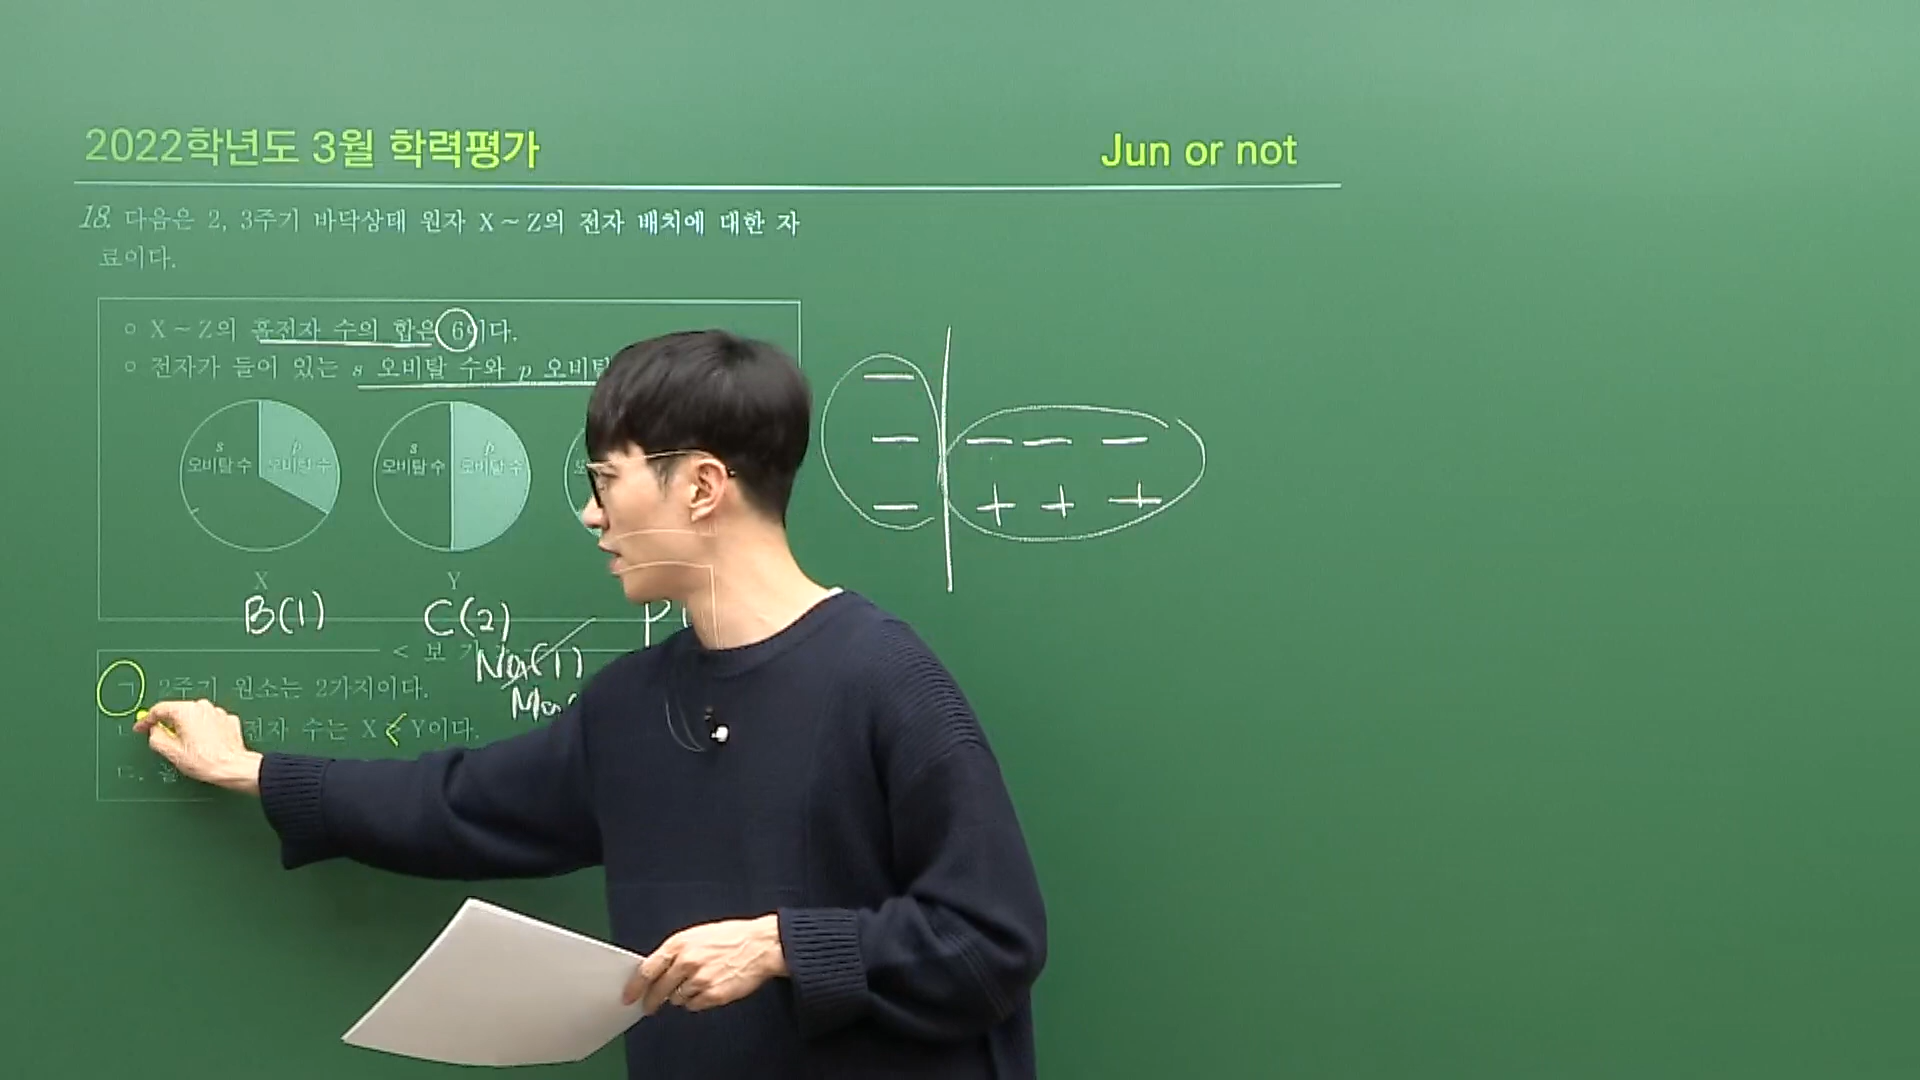 2022학년도 3월 학력평가
Jun or not
18. 다음은 2, 3주기 바닥상태 원자 X ~ Z의 전자 배치에 대한 자
료이다.
○ X ~ Z의 홀전자 수의 합은 6이다.
○ 전자가 들어 있는 s 오비탈 수와 p 오비탈
s 오비탈 수
p 오비탈 수
s 오비탈 수
p 오비탈 수
X
Y
B(1)
C(2)
P
< 보 기
Na(1)
ㄱ 2주기 원소는 2가지이다.
전자 수는 X < Y이다.
ㄷ.